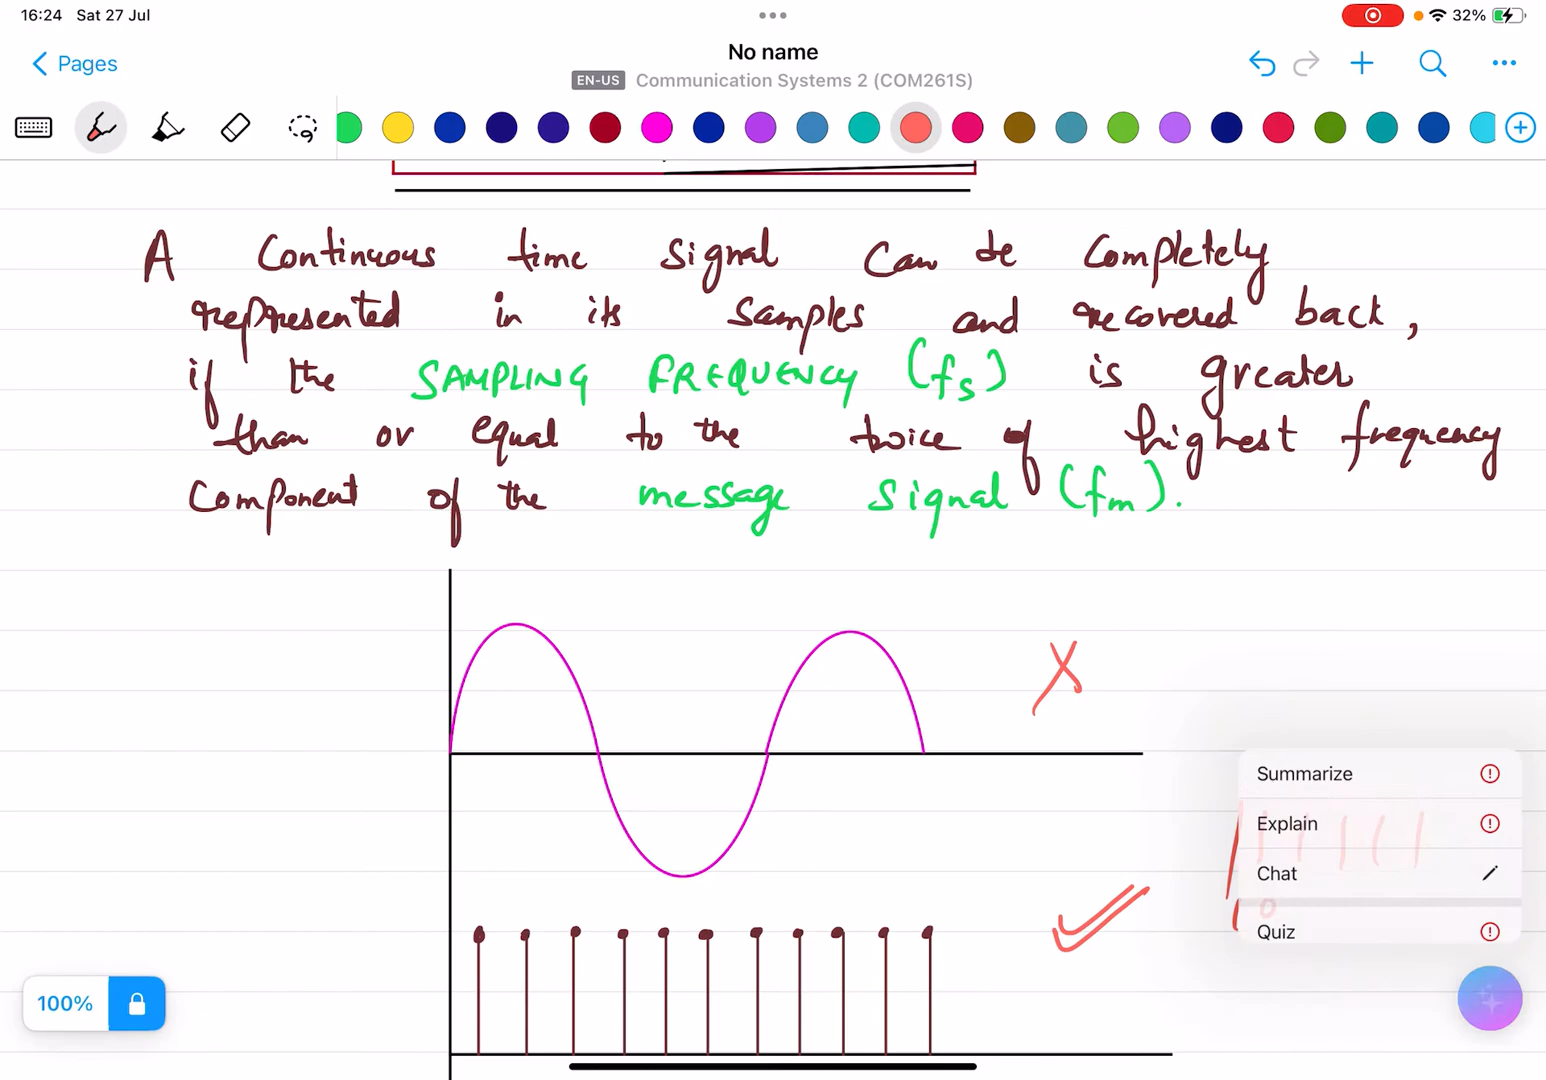 16:24 Sat 27 Jul
32%
Pages
No name
EN-US Communication Systems 2 (COM261S)
A Continuous time signal can be completely
represented in its samples and recovered back,
if the SAMPLING FREQUENCY (fs) is greater
than or equal to the twice of highest frequency
Component of the message signal (fm).
X
Summarize
Explain
Chat
Quiz
100%